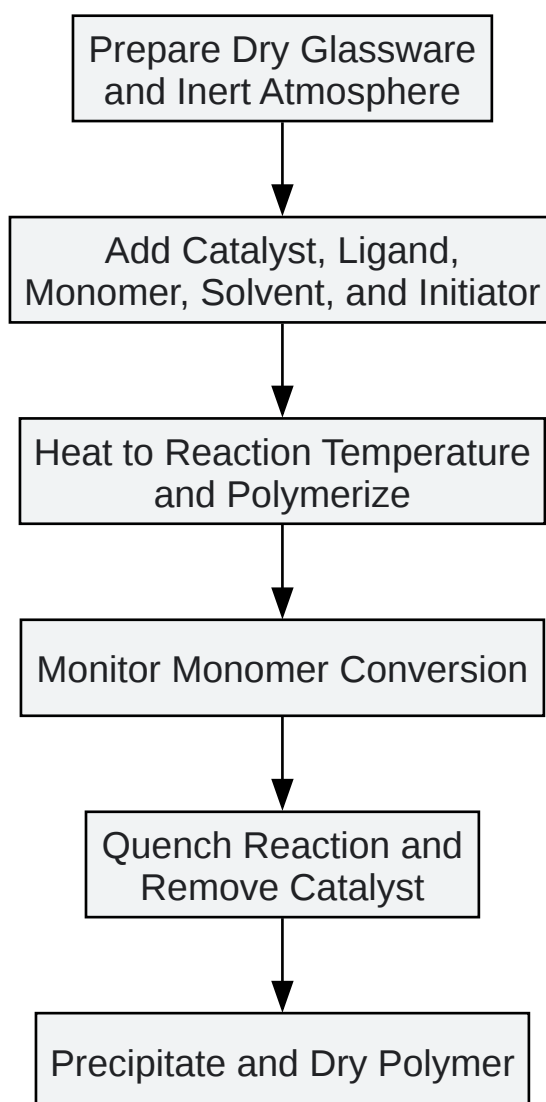 Prepare Dry Glassware
and Inert Atmosphere
Add Catalyst, Ligand,
Monomer, Solvent, and Initiator
Heat to Reaction Temperature
and Polymerize
Monitor Monomer Conversion
Quench Reaction and
Remove Catalyst
Precipitate and Dry Polymer